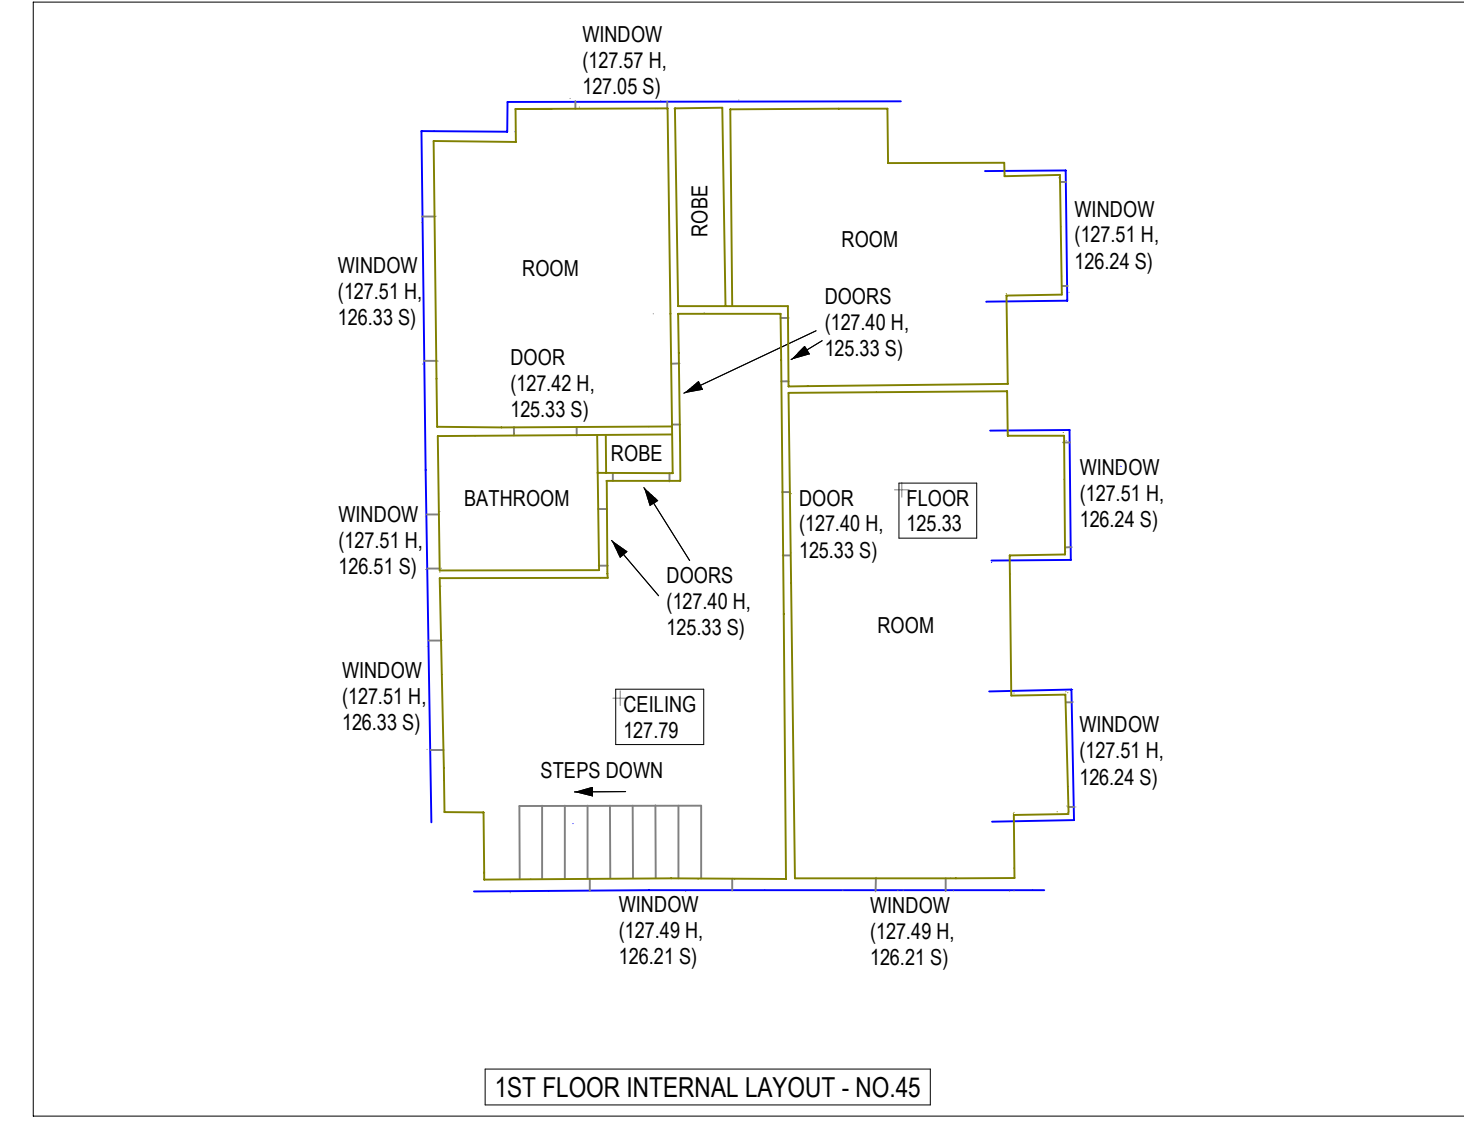 WINDOW
(127.57 H,
127.05 S)
ROBE
WINDOW
(127.51 H,
126.24 S)
ROOM
WINDOW
(127.51 H,
126.33 S)
ROOM
DOORS
(127.40 H,
125.33 S)
DOOR
(127.42 H,
125.33 S)
ROBE
WINDOW
(127.51 H,
126.24 S)
BATHROOM
DOOR
(127.40 H,
125.33 S)
FLOOR
125.33
WINDOW
(127.51 H,
126.51 S)
DOORS
(127.40 H,
125.33 S)
ROOM
WINDOW
(127.51 H,
126.33 S)
CEILING
127.79
WINDOW
(127.51 H,
126.24 S)
STEPS DOWN
WINDOW
(127.49 H,
126.21 S)
WINDOW
(127.49 H,
126.21 S)
1ST FLOOR INTERNAL LAYOUT - NO.45